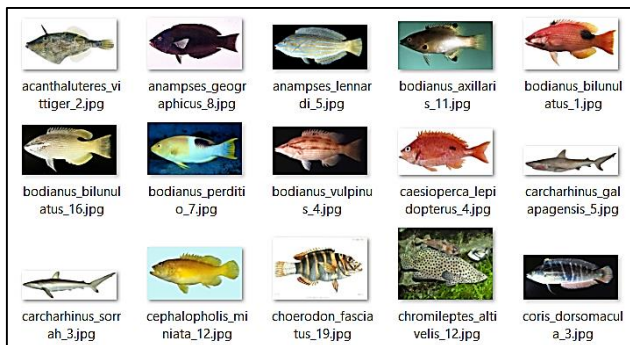 acanthaluteres_vi
ttiger_2.jpg
anampses_geogr
aphicus_8.jpg
anampses_lennar
di_5.jpg
bodianus_axillari
s_11.jpg
bodianus_bilunul
atus_1.jpg
bodianus_bilunul
atus_16.jpg
bodianus_perditi
o_7.jpg
bodianus_vulpinu
s_4.jpg
caesioperca_lepi
dopterus_4.jpg
carcharhinus_gal
apagensis_5.jpg
carcharhinus_sorr
ah_3.jpg
cephalopholis_mi
niata_12.jpg
choerodon_fascia
tus_19.jpg
chromileptes_alti
velis_12.jpg
coris_dorsomacul
a_3.jpg